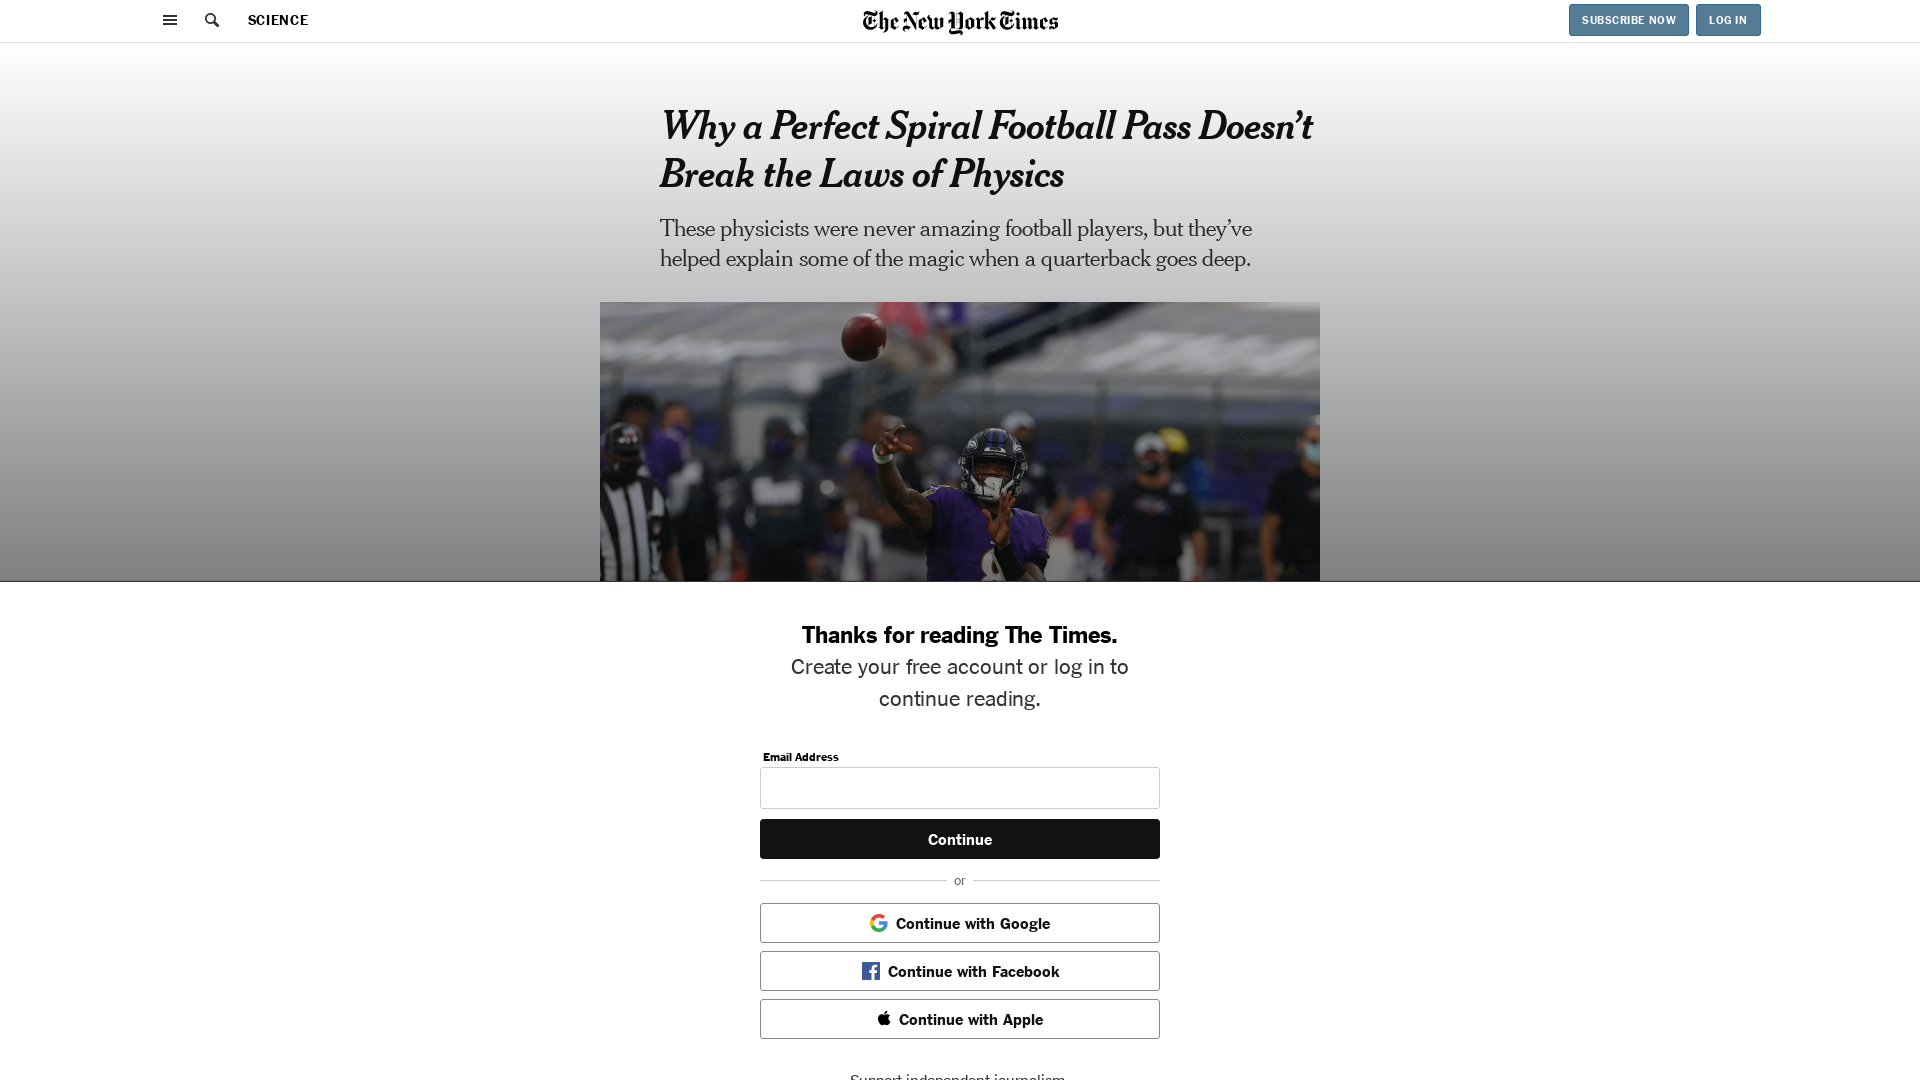 SCIENCE
The New York Times
SUBSCRIBE NOW
LOG IN
Why a Perfect Spiral Football Pass Doesn’t
Break the Laws of Physics
These physicists were never amazing football players, but they’ve
helped explain some of the magic when a quarterback goes deep.
Thanks for reading The Times.
Create your free account or log in to
continue reading.
Email Address
Continue
or
Continue with Google
Continue with Facebook
Continue with Apple
Support independent journalism.